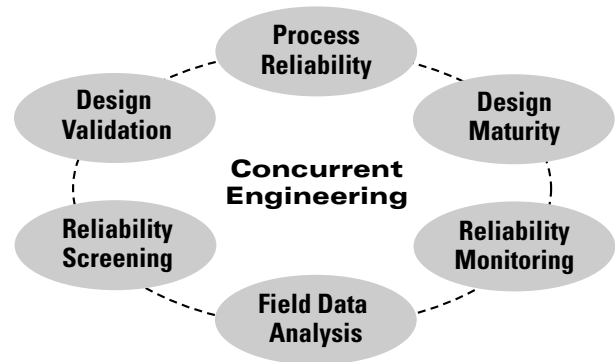 Process
Reliability
Design
Validation
Design
Maturity
Concurrent
Engineering
Reliability
Screening
Reliability
Monitoring
Field Data
Analysis